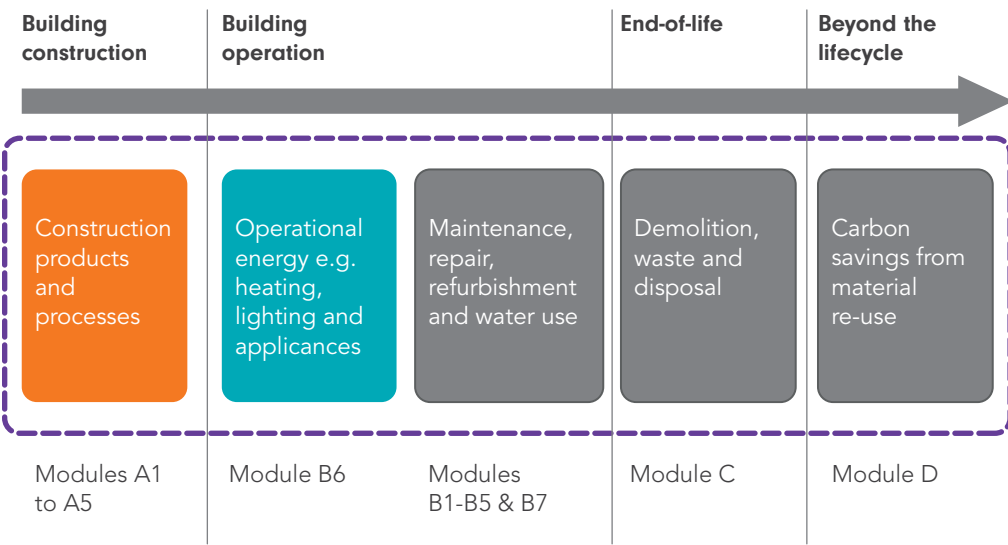 Building
construction
Building
operation
End-of-life
Beyond the
lifecycle
Construction
products
and
processes
Operational
energy e.g.
heating,
lighting and
applicances
Maintenance,
repair,
refurbishment
and water use
Demolition,
waste and
disposal
Carbon
savings from
material
re-use
Modules A1
to A5
Module B6
Modules
B1-B5 & B7
Module C
Module D